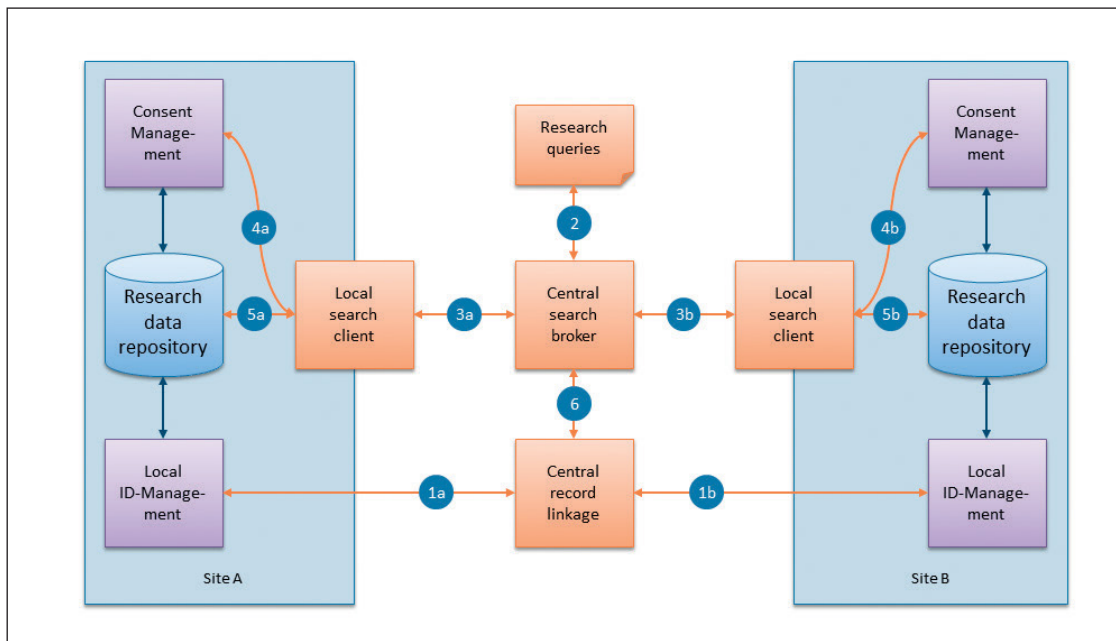 Consent
Manage-
ment
4a
Research
data
repository
5a
Local
search
client
Local
ID-Manage-
ment
Site A
Research
queries
2
3a
Central
search
broker
3b
6
1a
Central
record
linkage
1b
Consent
Manage-
ment
4b
Local
search
client
5b
Research
data
repository
Local
ID-Manage-
ment
Site B